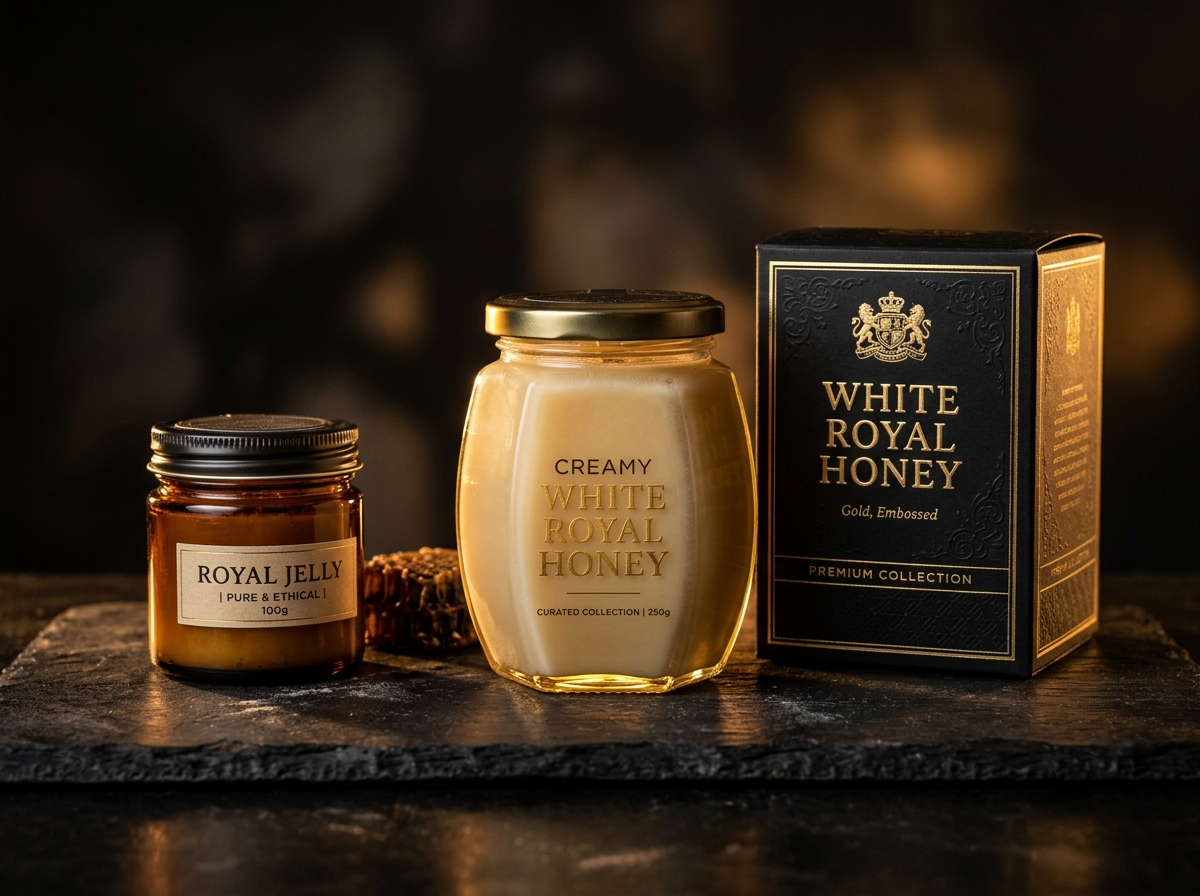 ROYAL JELLY
| PURE & ETHICAL |
100g
CREAMY
WHITE
ROYAL
HONEY
CURATED COLLECTION | 250g
WHITE
ROYAL
HONEY
Gold, Embossed
PREMIUM COLLECTION